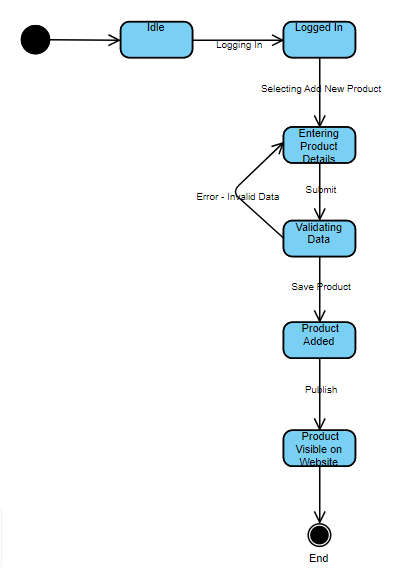 Idle
Logging In
Logged In
Selecting Add New Product
Entering
Product
Details
Submit
Error - Invalid Data
Validating
Data
Save Product
Product
Added
Publish
Product
Visible on
Website
End